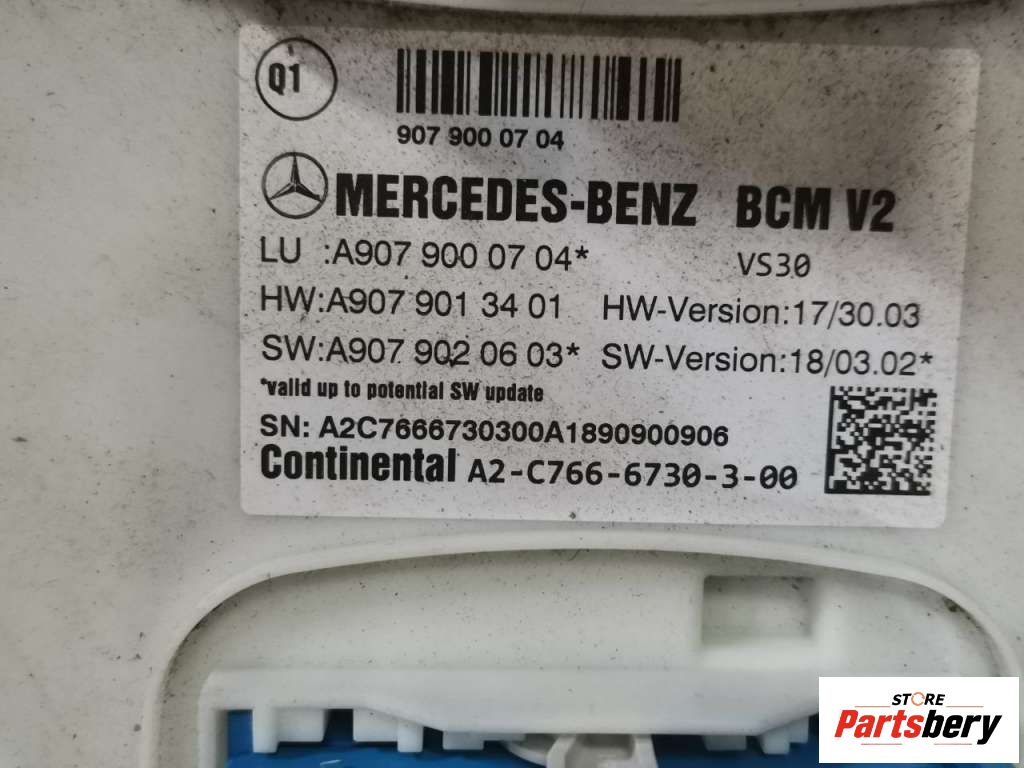 Q1
907 900 07 04
MERCEDES-BENZ BCM V2
LU :A907 900 07 04* VS30
HW:A907 901 34 01 HW-Version:17/30.03
SW:A907 902 06 03* SW-Version:18/03.02*
*valid up to potential SW update
SN: A2C7666730300A1890900906
Continental A2-C766-6730-3-00
STORE
Partsbery